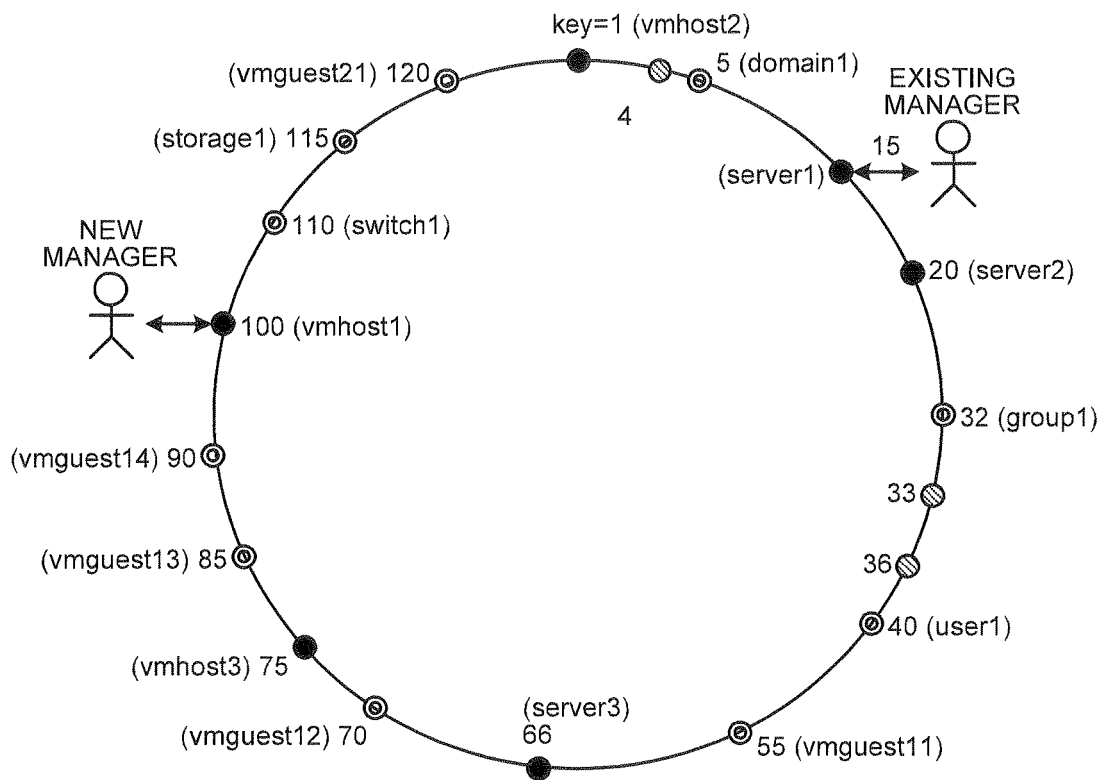 key=1 (vmhost2)
(vmguest21) 120
5 (domain1)
EXISTING
MANAGER
4
(storage1) 115
15
(server1)
110 (switch1)
NEW
MANAGER
20 (server2)
100 (vmhost1)
32 (group1)
(vmguest14) 90
33
(vmguest13) 85
36
40 (user1)
(vmhost3) 75
(server3)
66
(vmguest12) 70
55 (vmguest11)